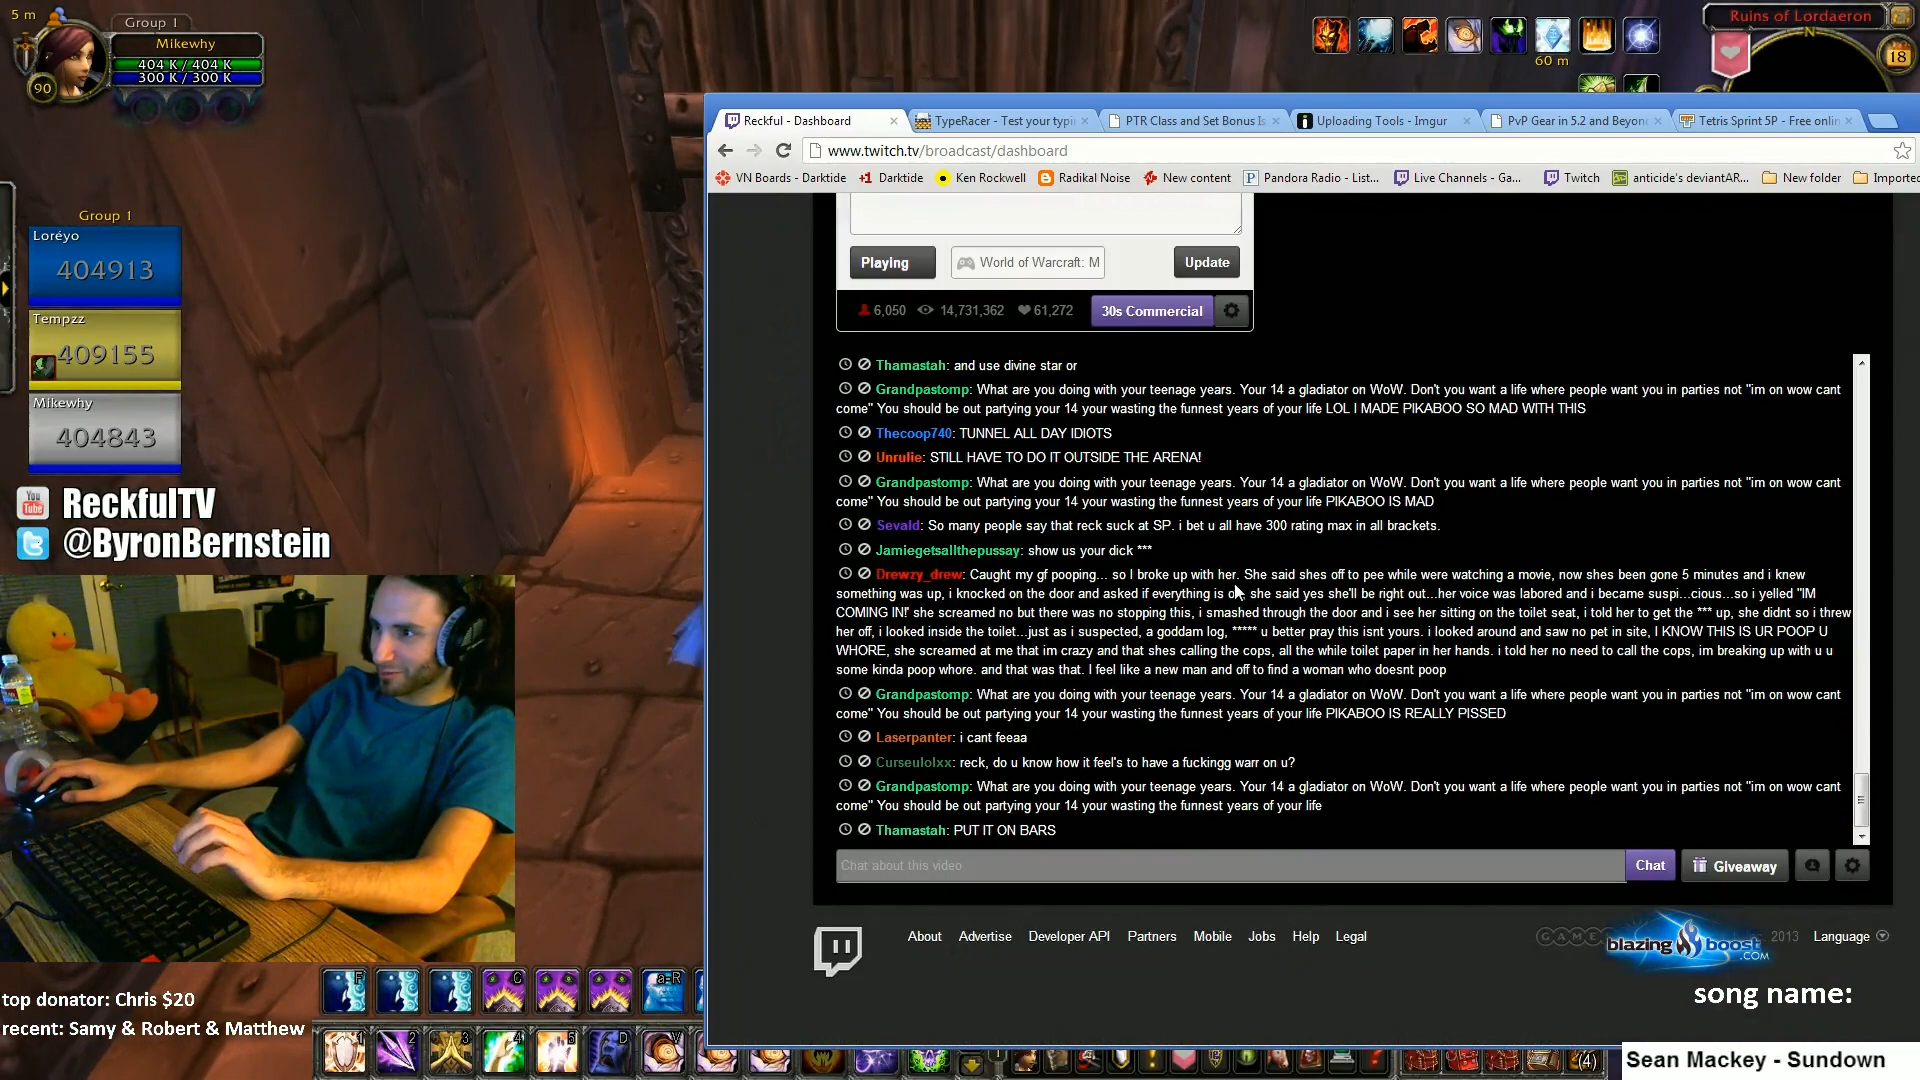 5 m
Group 1
Mikewhy
404 K / 404 K
300 K / 300 K
90
60 m
Ruins of Lordaeron
N
18
Reckful - Dashboard
TypeRacer - Test your typi
PTR Class and Set Bonus Is
Uploading Tools - Imgur
PvP Gear in 5.2 and Beyon
Tetris Sprint 5P - Free onlin
www.twitch.tv/broadcast/dashboard
VN Boards - Darktide
+1 Darktide
Ken Rockwell
Radikal Noise
New content
Pandora Radio - List...
Live Channels - Ga...
Twitch
anticide's deviantAR...
New folder
Imported
Group 1
Loréyo
404913
Tempzz
409155
Mikewhy
404843
You Tube ReckfulTV
@ByronBernstein
Playing
World of Warcraft: M
Update
6,050
14,731,362
61,272
30s Commercial
Thamastah: and use divine star or
Grandpastomp: What are you doing with your teenage years. Your 14 a gladiator on WoW. Don't you want a life where people want you in parties not "im on wow cant
come" You should be out partying your 14 your wasting the funnest years of your life LOL I MADE PIKABOO SO MAD WITH THIS
Thecoop740: TUNNEL ALL DAY IDIOTS
Unrulie: STILL HAVE TO DO IT OUTSIDE THE ARENA!
Grandpastomp: What are you doing with your teenage years. Your 14 a gladiator on WoW. Don't you want a life where people want you in parties not "im on wow cant
come" You should be out partying your 14 your wasting the funnest years of your life PIKABOO IS MAD
Sevald: So many people say that reck suck at SP. i bet u all have 300 rating max in all brackets.
Jamiegetsallthepussay: show us your dick ***
Drewzy_drew: Caught my gf pooping... so I broke up with her. She said shes off to pee while were watching a movie, now shes been gone 5 minutes and i knew
something was up, i knocked on the door and asked if everything is ok, she said yes she'll be right out...her voice was labored and i became suspi...cious...so i yelled "IM
COMING IN!' she screamed no but there was no stopping this, i smashed through the door and i see her sitting on the toilet seat, i told her to get the *** up, she didnt so i threw
her off, i looked inside the toilet...just as i suspected, a goddam log, ***** u better pray this isnt yours. i looked around and saw no pet in site, I KNOW THIS IS UR POOP U
WHORE, she screamed at me that im crazy and that shes calling the cops, all the while toilet paper in her hands. i told her no need to call the cops, im breaking up with u u
some kinda poop whore. and that was that. I feel like a new man and off to find a woman who doesnt poop
Grandpastomp: What are you doing with your teenage years. Your 14 a gladiator on WoW. Don't you want a life where people want you in parties not "im on wow cant
come" You should be out partying your 14 your wasting the funnest years of your life PIKABOO IS REALLY PISSED
Laserpanter: i cant feeaa
Curseulolxx: reck, do u know how it feel's to have a fuckingg warr on u?
Grandpastomp: What are you doing with your teenage years. Your 14 a gladiator on WoW. Don't you want a life where people want you in parties not "im on wow cant
come" You should be out partying your 14 your wasting the funnest years of your life
Thamastah: PUT IT ON BARS
Chat about this video
Chat
Giveaway
About
Advertise
Developer API
Partners
Mobile
Jobs
Help
Legal
GAME
blazing boost
.COM
2013
Language
song name:
Sean Mackey - Sundown
top donator: Chris $20
recent: Samy & Robert & Matthew
F
C
a-R
1
2
3
4
5
D
V
(4)